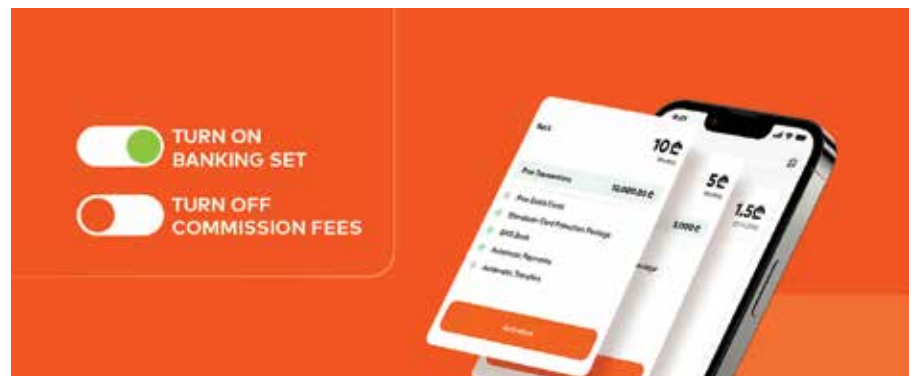 TURN ON
BANKING SET
TURN OFF
COMMISSION FEES
10₾
Free Transactions 10,000.00 ₾
Free Debit Cards
Standard+ Card Protection Package
SMS Bank
Automatic Payments
Automatic Transfers
5₾
5,000 ₾
1.5₾